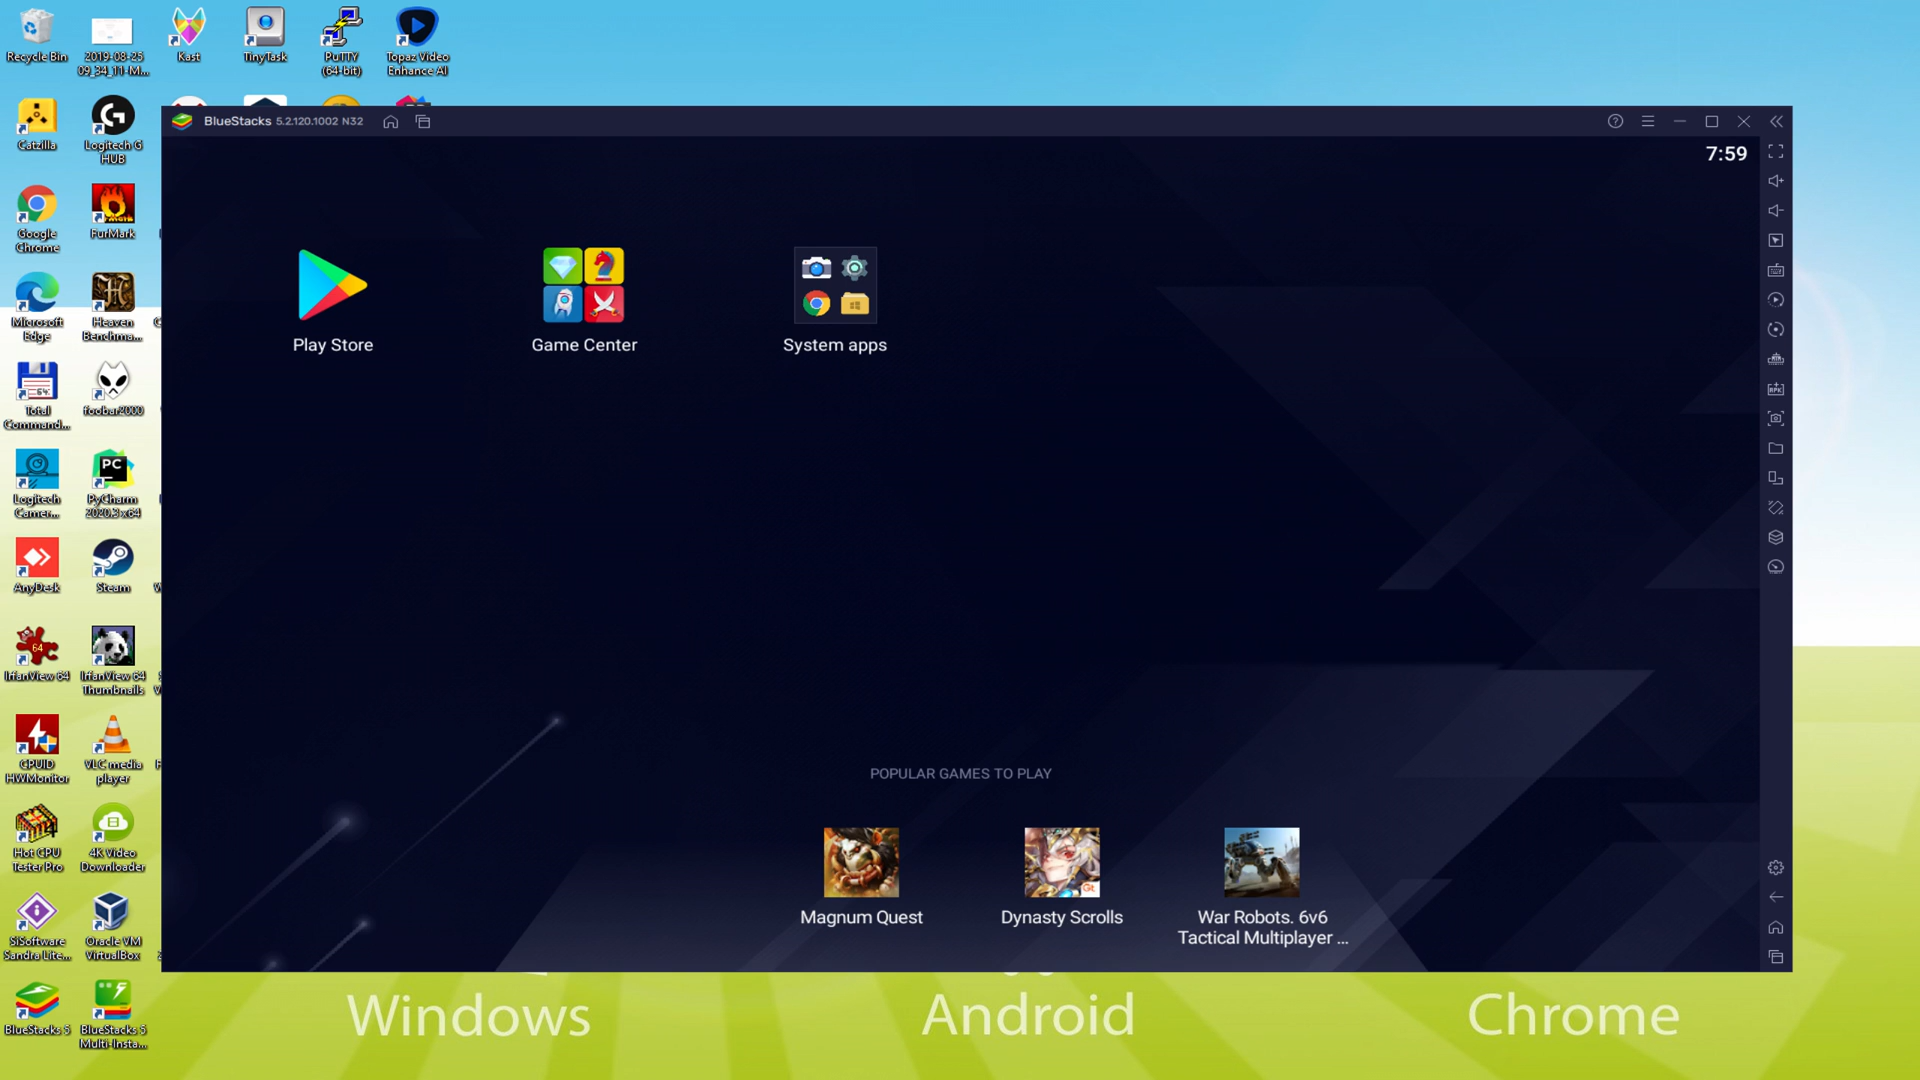 Recycle Bin
2019-08-25
09_34_11-M...
Kast
TinyTask
PuTTY
(64-bit)
Topaz Video
Enhance AI
Catzilla
Logitech G
HUB
Google
Chrome
FurMark
Microsoft
Edge
Heaven
Benchma...
64
Total
Command...
foobar2000
Logitech
Camer...
PC
PyCharm
2020.3 x64
AnyDesk
Steam
64
IrfanView 64
IrfanView 64
Thumbnails
CPUID
HWMonitor
VLC media
player
4
Hot CPU
Tester Pro
4K Video
Downloader
SiSoftware
Sandra Lite...
Oracle VM
VirtualBox
BlueStacks 5
BlueStacks 5
Multi-Insta...
BlueStacks 5.2.120.1002 N32
7:59
Play Store
Game Center
System apps
POPULAR GAMES TO PLAY
Magnum Quest
Dynasty Scrolls
War Robots. 6v6
Tactical Multiplayer ...
Windows
Android
Chrome